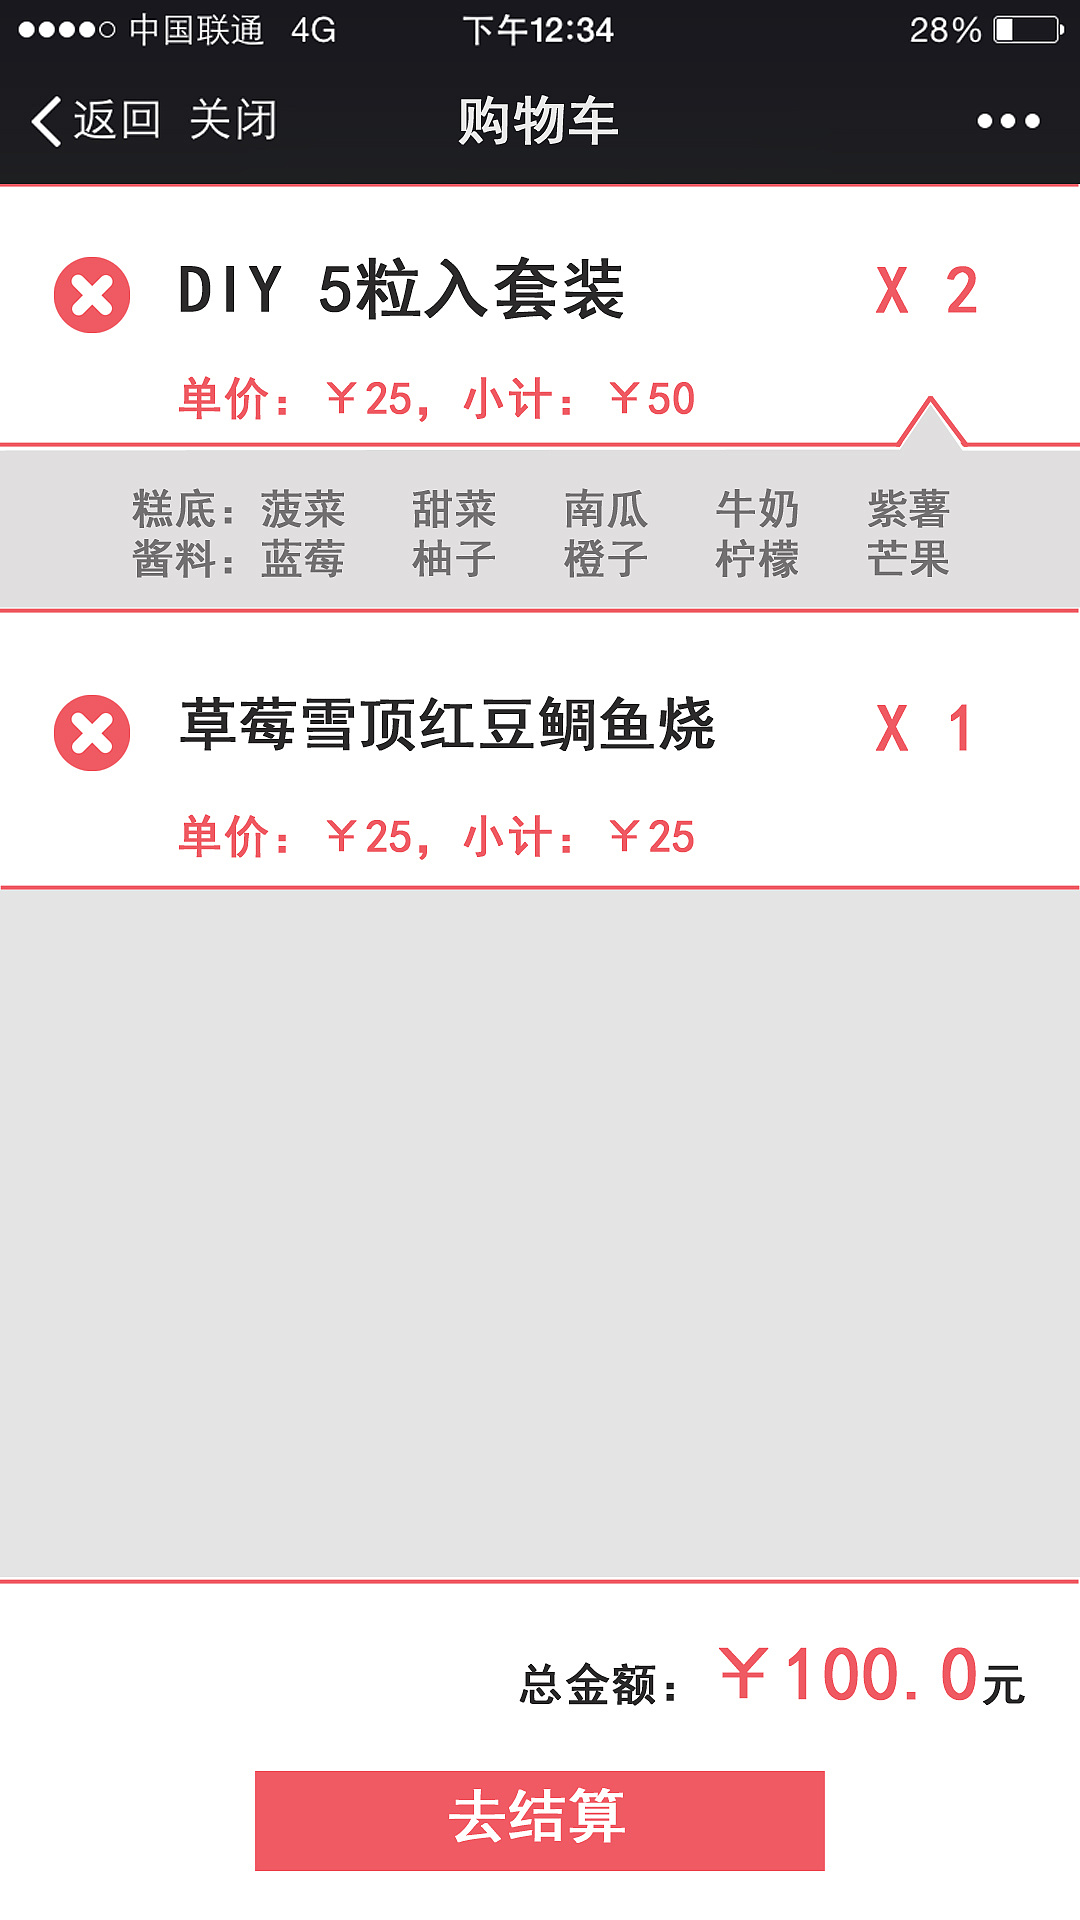 中国联通 4G 下午12:34 28%
返回 关闭 购物车
DIY 5粒入套装 X 2
单价：￥25，小计：￥50
糕底：菠菜 甜菜 南瓜 牛奶 紫薯
酱料：蓝莓 柚子 橙子 柠檬 芒果
草莓雪顶红豆鲷鱼烧 X 1
单价：￥25，小计：￥25
总金额：￥100.0元
去结算